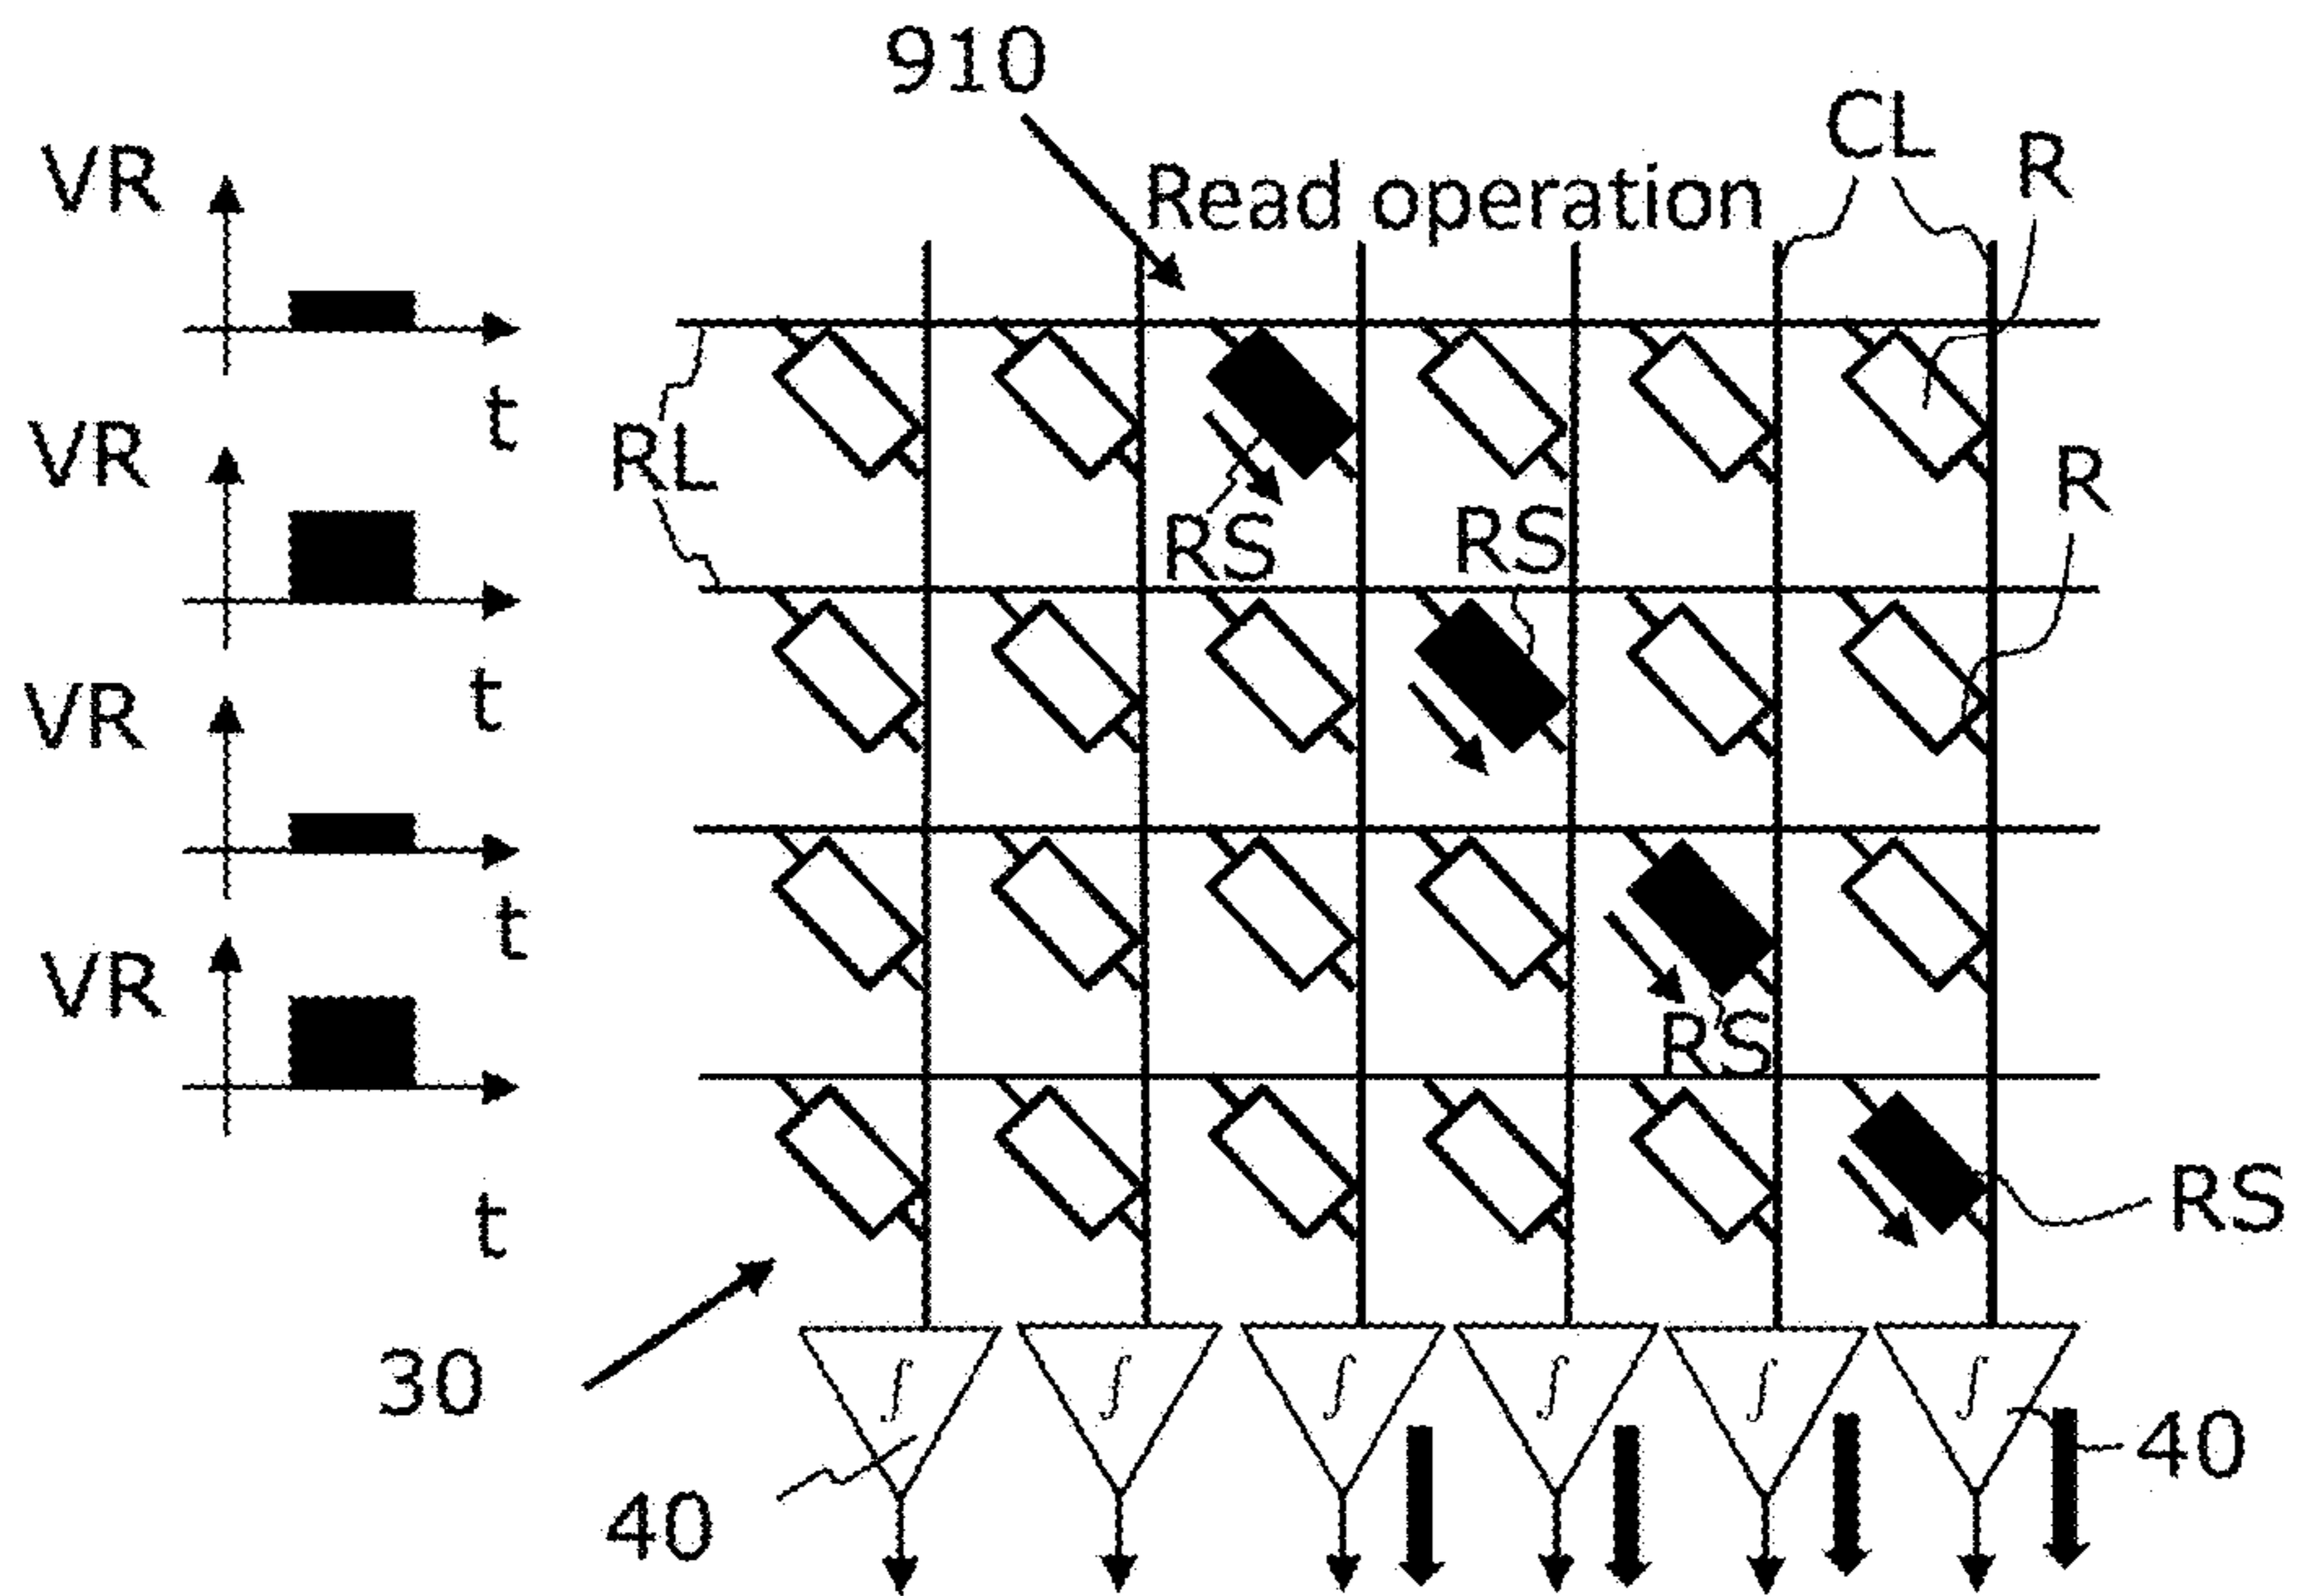 910
CL
R
VR
Read operation
t
VR
RL
R
RS
RS
t
VR
t
VR
RS
RS
t
30
∫ ∫ ∫ ∫ ∫ ∫
40
40